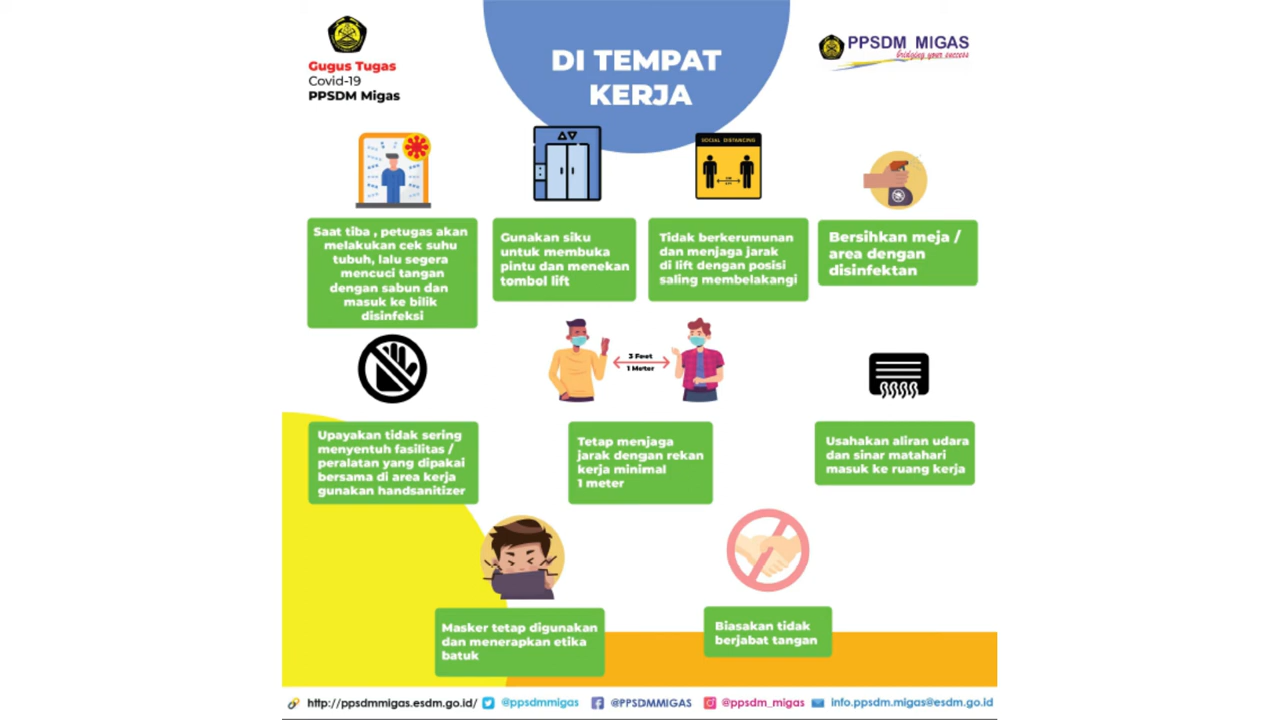 Gugus Tugas
Covid-19
PPSDM Migas
DI TEMPAT
KERJA
PPSDM MIGAS
bridging your success
SOCIAL DISTANCING
Saat tiba , petugas akan
melakukan cek suhu
tubuh, lalu segera
mencuci tangan
dengan sabun dan
masuk ke bilik
disinfeksi
Gunakan siku
untuk membuka
pintu dan menekan
tombol lift
Tidak berkerumunan
dan menjaga jarak
di lift dengan posisi
saling membelakangi
Bersihkan meja /
area dengan
disinfektan
3 Feet
1 Meter
Upayakan tidak sering
menyentuh fasilitas /
peralatan yang dipakai
bersama di area kerja
gunakan handsanitizer
Tetap menjaga
jarak dengan rekan
kerja minimal
1 meter
Usahakan aliran udara
dan sinar matahari
masuk ke ruang kerja
Masker tetap digunakan
dan menerapkan etika
batuk
Biasakan tidak
berjabat tangan
http://ppsdmmigas.esdm.go.id/ @ppsdmmigas @PPSDMMIGAS @ppsdm_migas info.ppsdm.migas@esdm.go.id